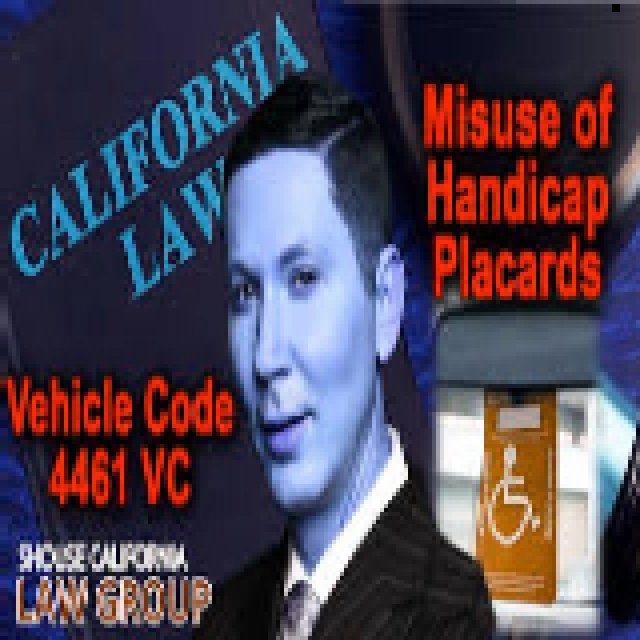 CALIFORNIA
LAW
Misuse of
Handicap
Placards
Vehicle Code
4461 VC
SHOUSE CALIFORNIA
LAW GROUP